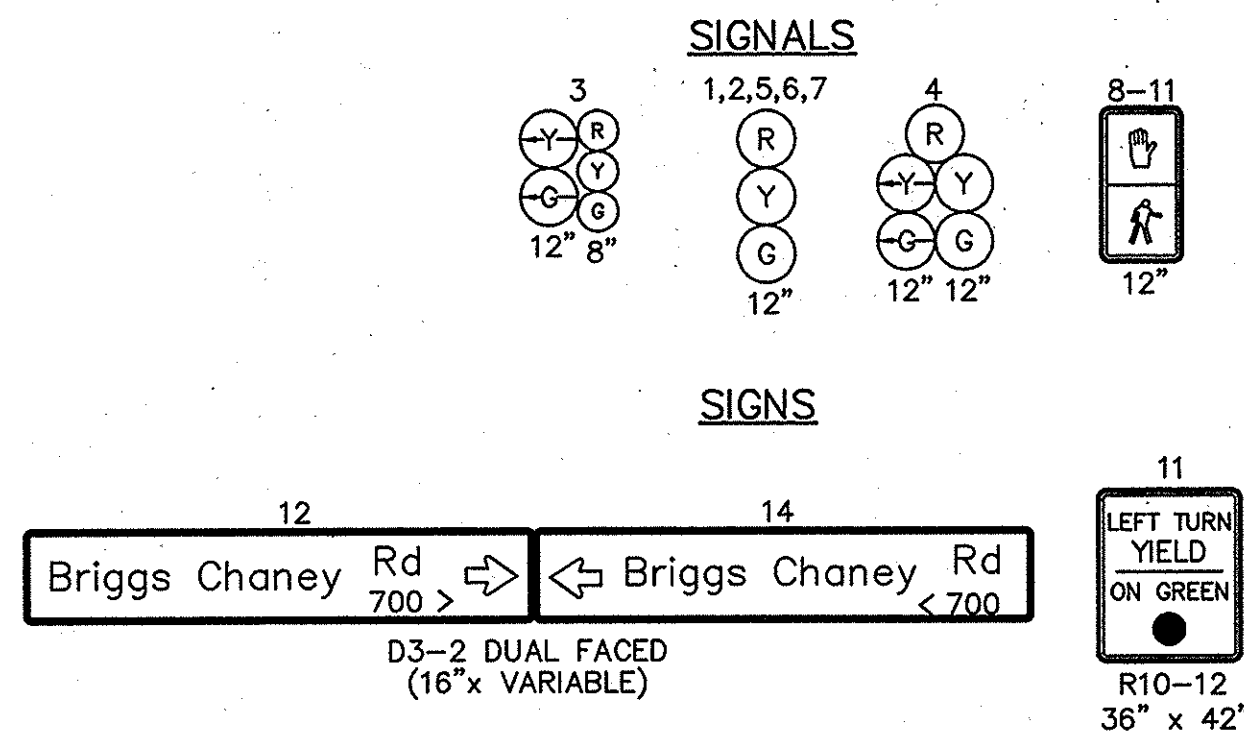 SIGNALS
3
Y R
Y
G G
12" 8"
1,2,5,6,7
R
Y
G
12"
4
R
Y Y
G G
12" 12"
8-11
12"
SIGNS
12
Briggs Chaney Rd
700 >
14
Briggs Chaney Rd
< 700
D3-2 DUAL FACED
(16"x VARIABLE)
11
LEFT TURN
YIELD
ON GREEN
R10-12
36" x 42'